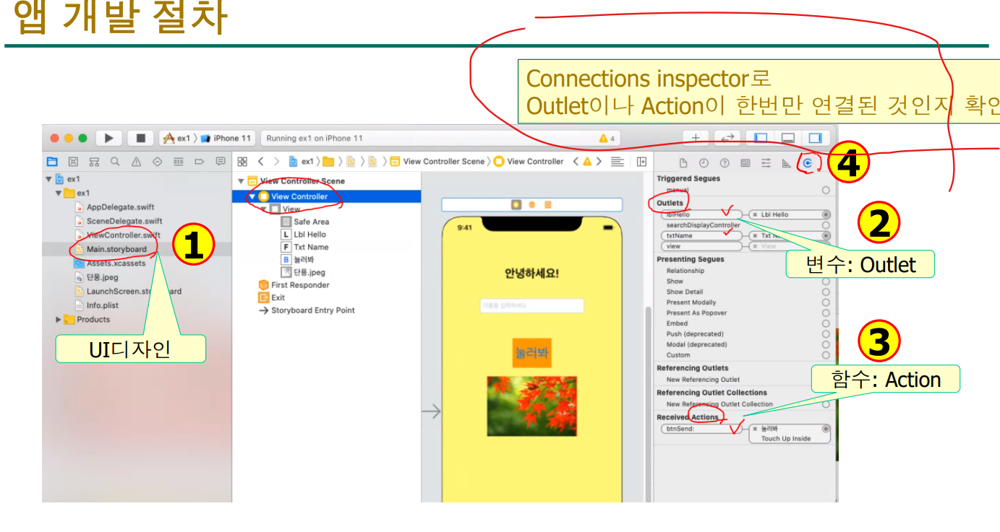 앱 개발 절차
Connections inspector로
Outlet이나 Action이 한번만 연결된 것인지 확인
ex1 〉 iPhone 11
Running ex1 on iPhone 11
4
ex1 〉 〉 〉 〉 View Controller Scene 〉 View Controller
4
ex1
ex1
AppDelegate.swift
SceneDelegate.swift
ViewController.swift
Main.storyboard
Assets.xcassets
단풍.jpeg
LaunchScreen.storyboard
Info.plist
Products
1
UI디자인
View Controller Scene
View Controller
View
Safe Area
L Lbl Hello
F Txt Name
B 눌러봐
단풍.jpeg
First Responder
Exit
Storyboard Entry Point
9:41
안녕하세요!
이름을 입력하세요
눌러봐
Triggered Segues
manual
Outlets
lblHello
Lbl Hello
searchDisplayController
txtName
view
View
2
변수: Outlet
Presenting Segues
Relationship
Show
Show Detail
Present Modally
Present As Popover
Embed
Push (deprecated)
Modal (deprecated)
Custom
3
함수: Action
Referencing Outlets
New Referencing Outlet
Referencing Outlet Collections
New Referencing Outlet Collection
Received Actions
btnSend:
눌러봐
Touch Up Inside